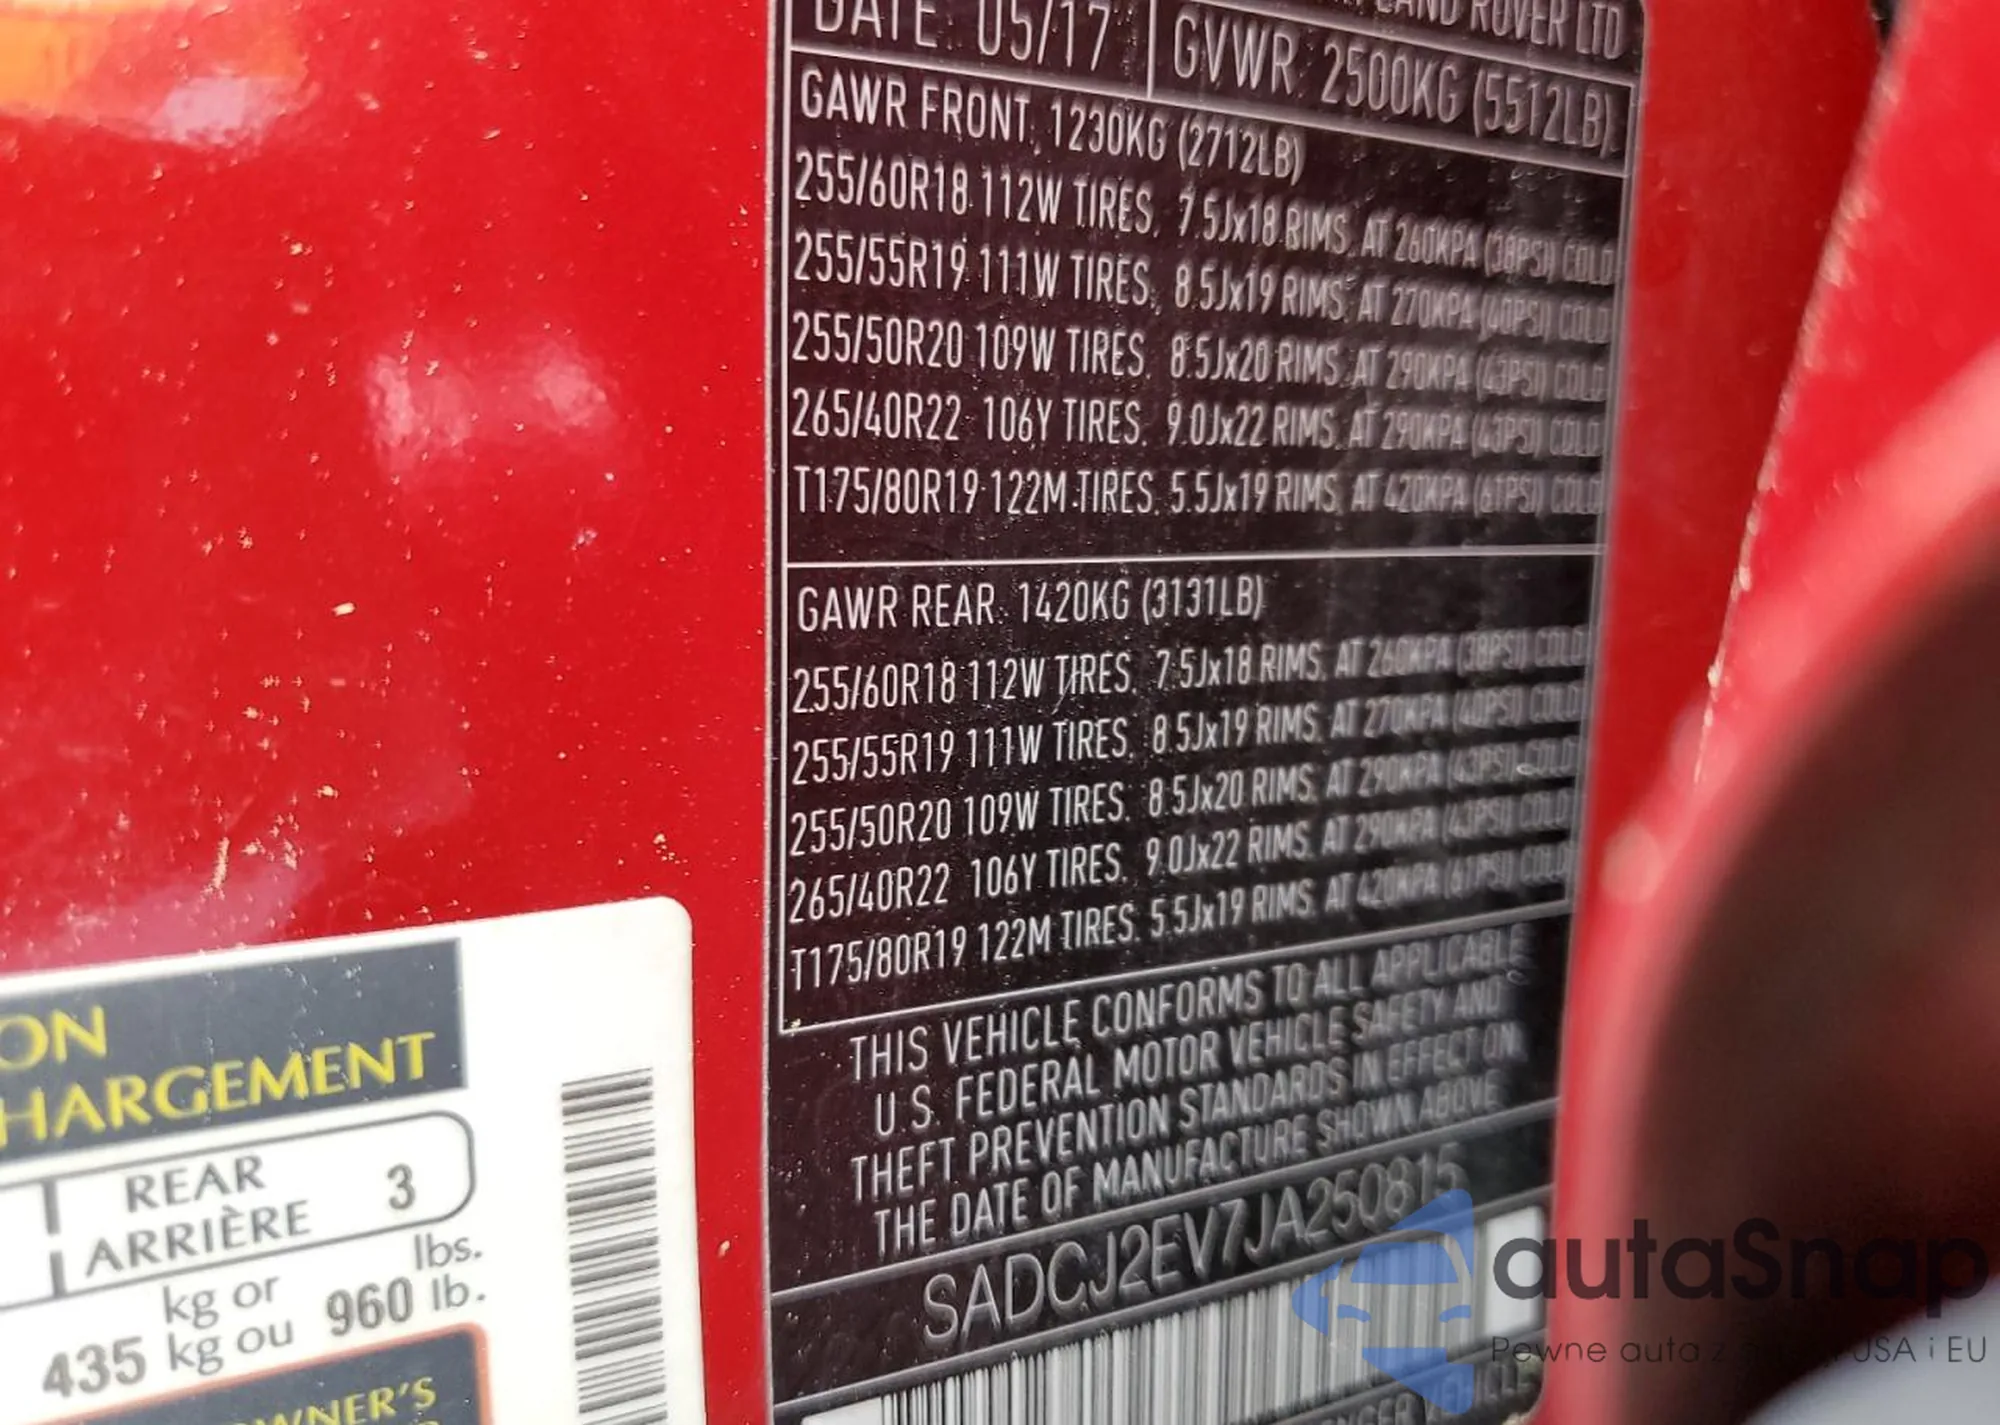 LAND ROVER LTD
DATE: 05/17 GVWR: 2500KG (5512LB)
GAWR FRONT, 1230KG (2712LB)
255/60R18 112W TIRES, 7.5Jx18 RIMS, AT 260KPA (38PSI) COLD
255/55R19 111W TIRES, 8.5Jx19 RIMS, AT 270KPA (40PSI) COLD
255/50R20 109W TIRES, 8.5Jx20 RIMS, AT 290KPA (43PSI) COLD
265/40R22 106Y TIRES, 9.0Jx22 RIMS, AT 290KPA (43PSI) COLD
T175/80R19 122M TIRES, 5.5Jx19 RIMS, AT 420KPA (61PSI) COLD
GAWR REAR: 1420KG (3131LB)
255/60R18 112W TIRES, 7.5Jx18 RIMS, AT 260KPA (38PSI) COLD
255/55R19 111W TIRES, 8.5Jx19 RIMS, AT 270KPA (40PSI) COLD
255/50R20 109W TIRES, 8.5Jx20 RIMS, AT 290KPA (43PSI) COLD
265/40R22 106Y TIRES, 9.0Jx22 RIMS, AT 290KPA (43PSI) COLD
T175/80R19 122M TIRES, 5.5Jx19 RIMS, AT 420KPA (61PSI) COLD
THIS VEHICLE CONFORMS TO ALL APPLICABLE
U.S. FEDERAL MOTOR VEHICLE SAFETY AND
THEFT PREVENTION STANDARDS IN EFFECT ON
THE DATE OF MANUFACTURE SHOWN ABOVE
SADCJ2EV7JA250815
ON
HARGEMENT
REAR
ARRIÈRE 3
kg or lbs.
435 kg ou 960 lb.
WNER'S
autaSnap
Pewne auta z USA i EU